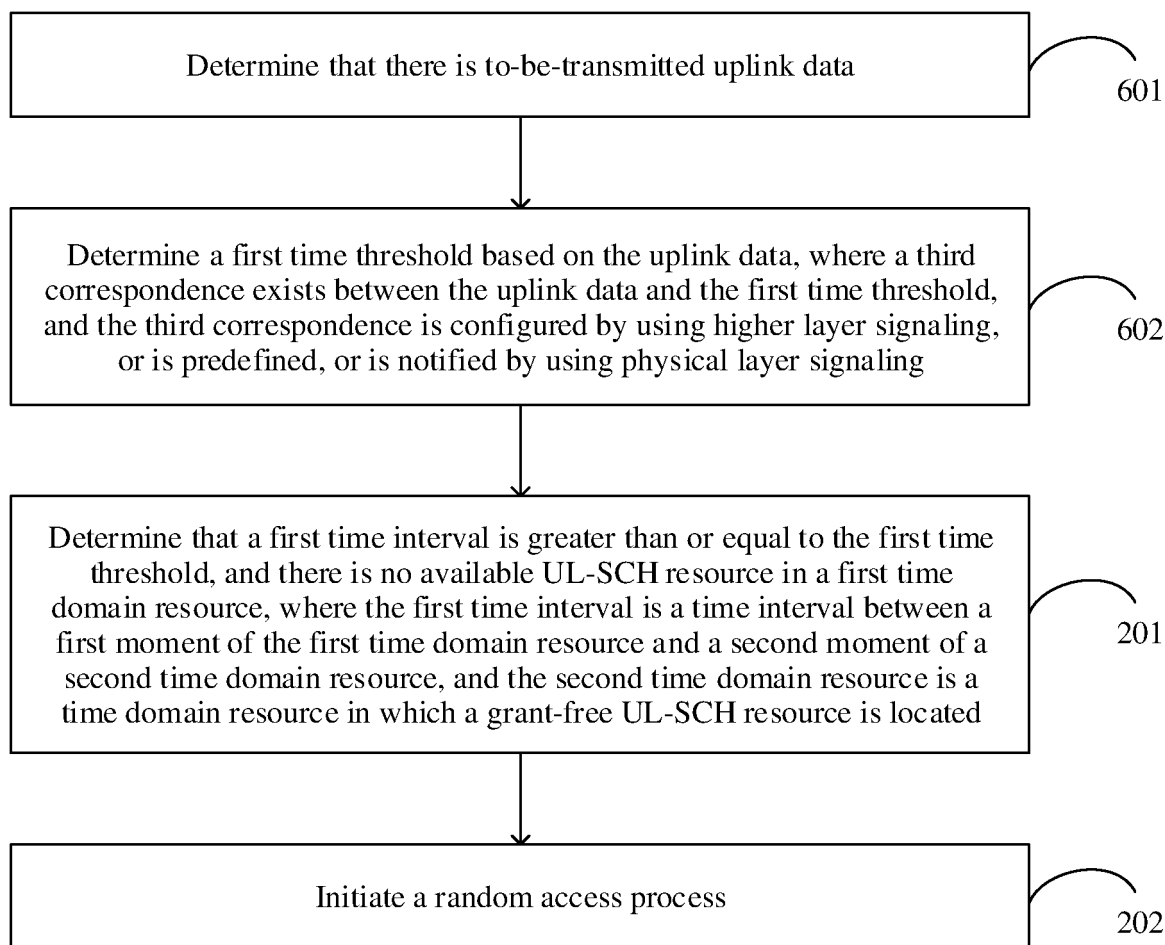 Determine that there is to-be-transmitted uplink data
601
Determine a first time threshold based on the uplink data, where a third
correspondence exists between the uplink data and the first time threshold,
and the third correspondence is configured by using higher layer signaling,
or is predefined, or is notified by using physical layer signaling
602
Determine that a first time interval is greater than or equal to the first time
threshold, and there is no available UL-SCH resource in a first time
domain resource, where the first time interval is a time interval between a
first moment of the first time domain resource and a second moment of a
second time domain resource, and the second time domain resource is a
time domain resource in which a grant-free UL-SCH resource is located
201
Initiate a random access process
202